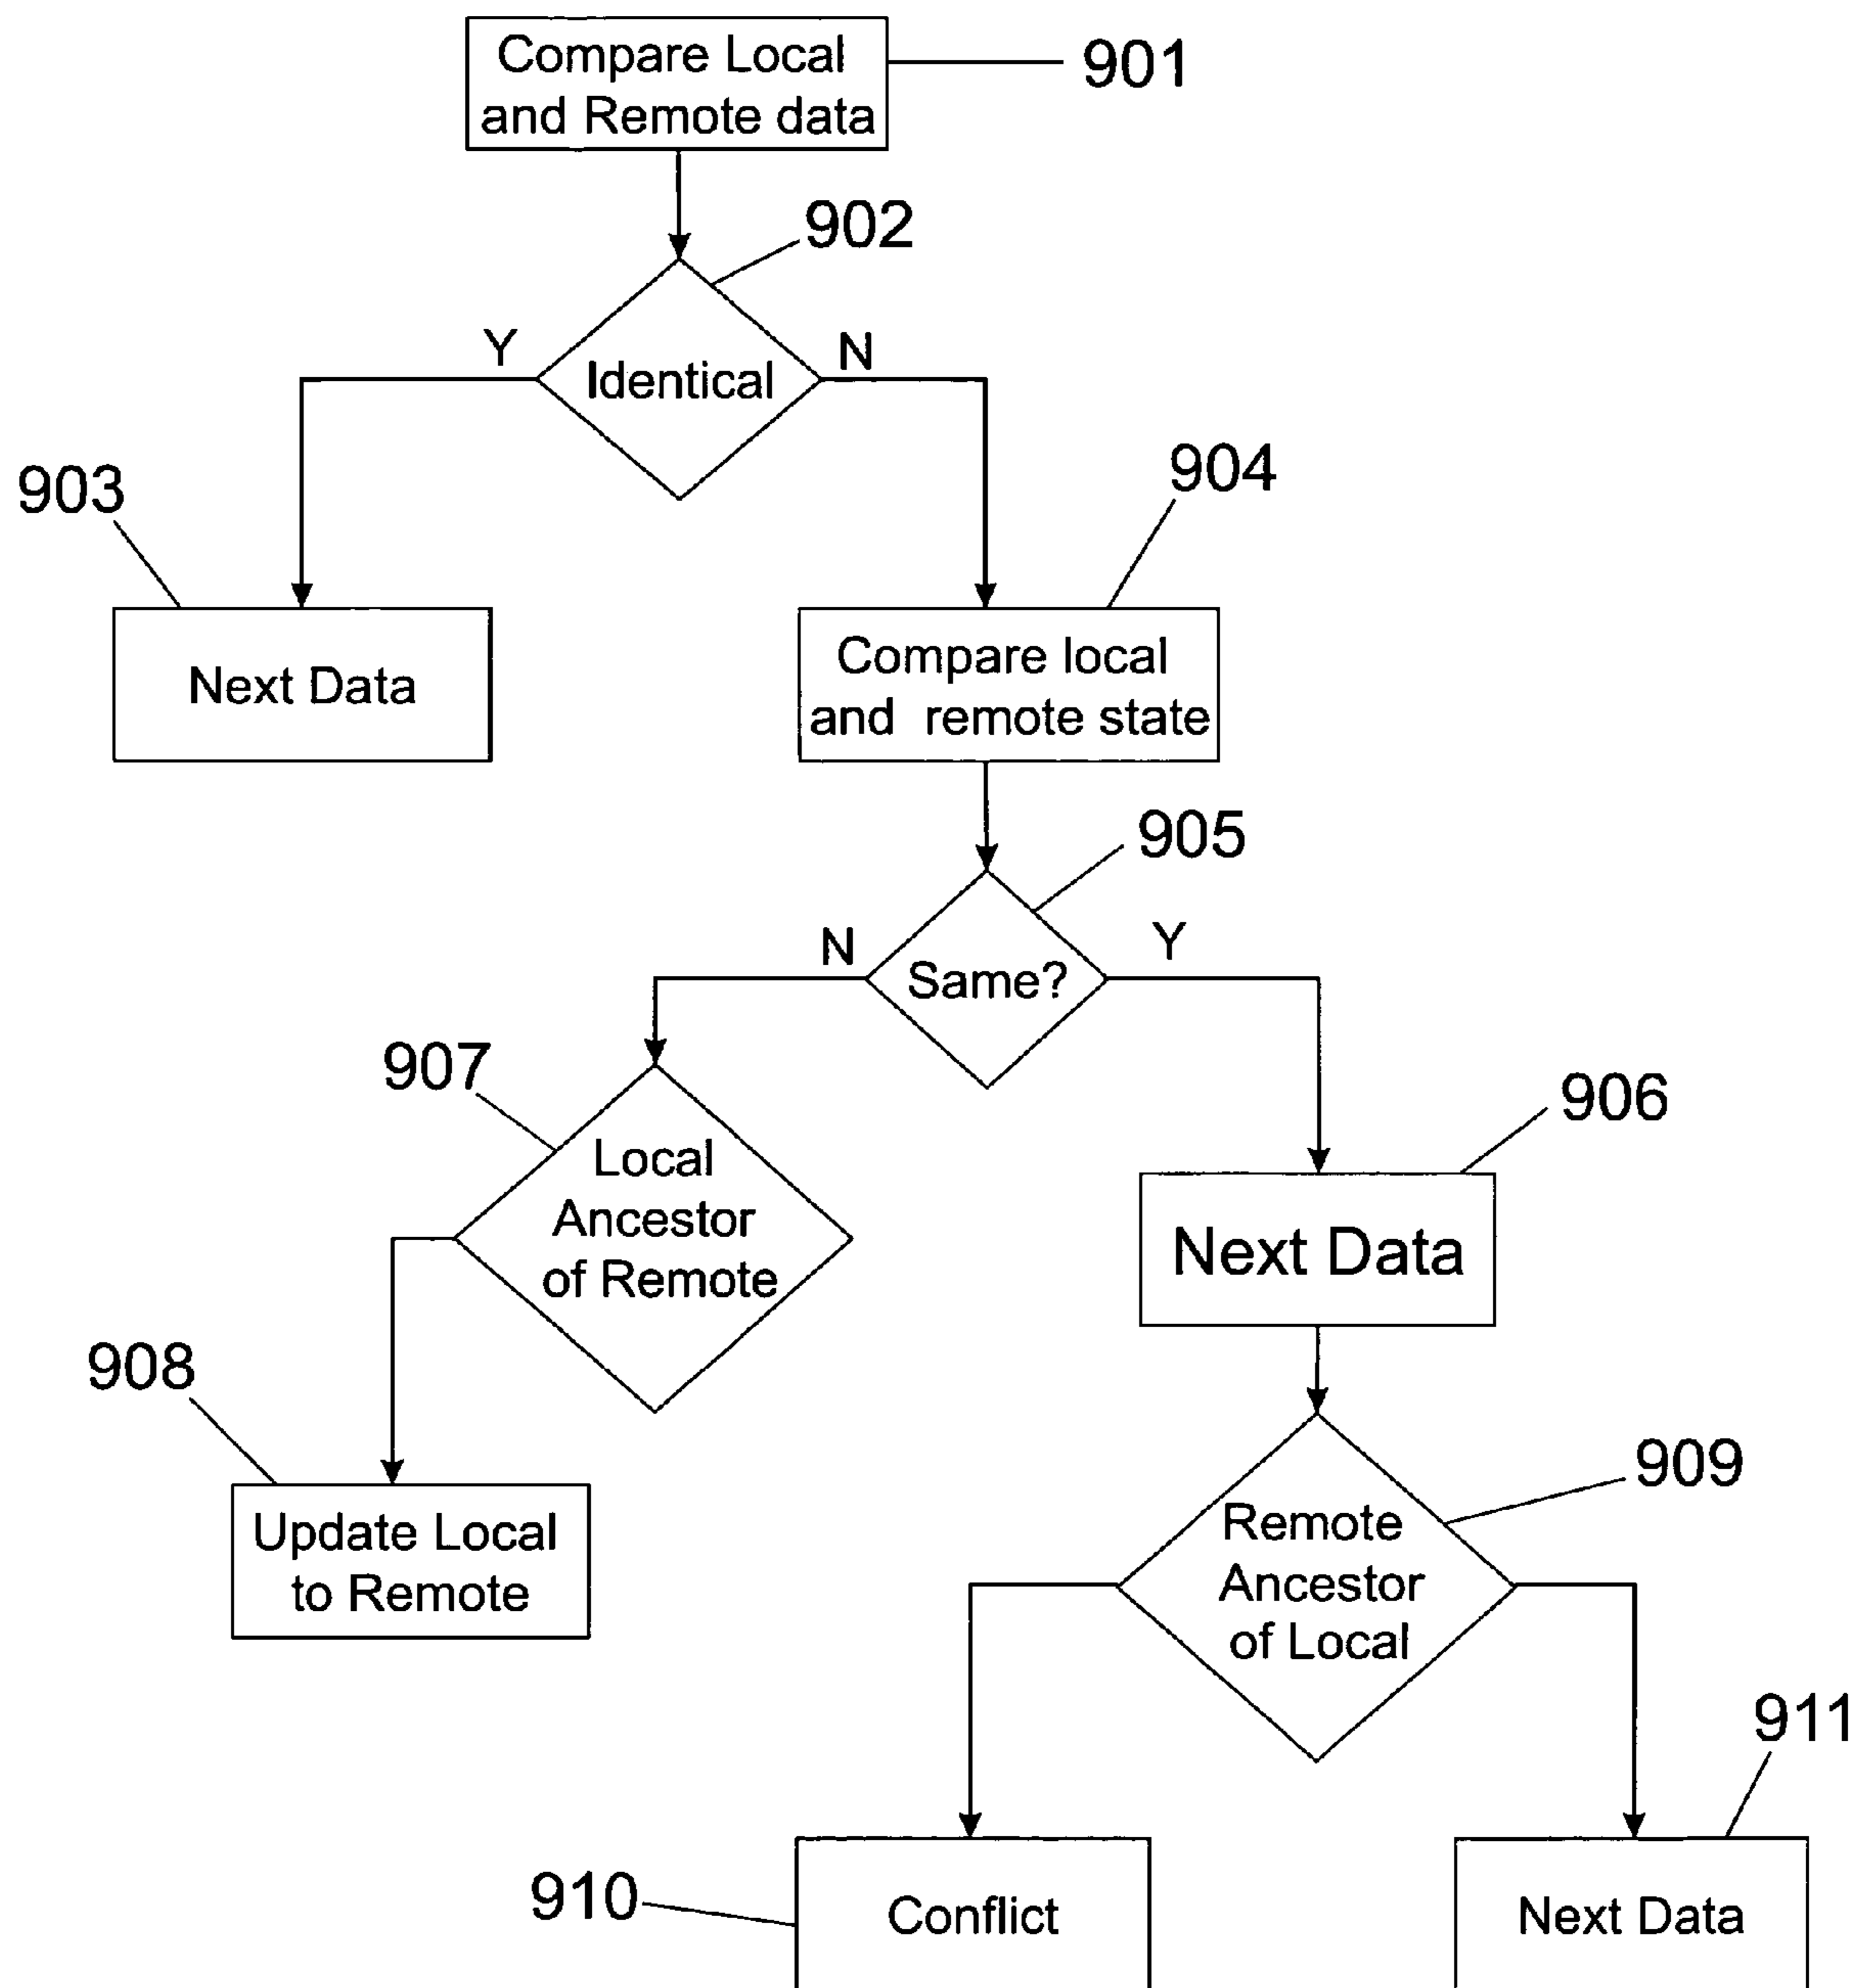 Compare Local
and Remote data
901
902
Y
Identical
N
903
904
Next Data
Compare local
and remote state
905
N
Same?
Y
907
906
Local
Ancestor
of Remote
Next Data
908
909
Update Local
to Remote
Remote
Ancestor
of Local
911
910
Conflict
Next Data